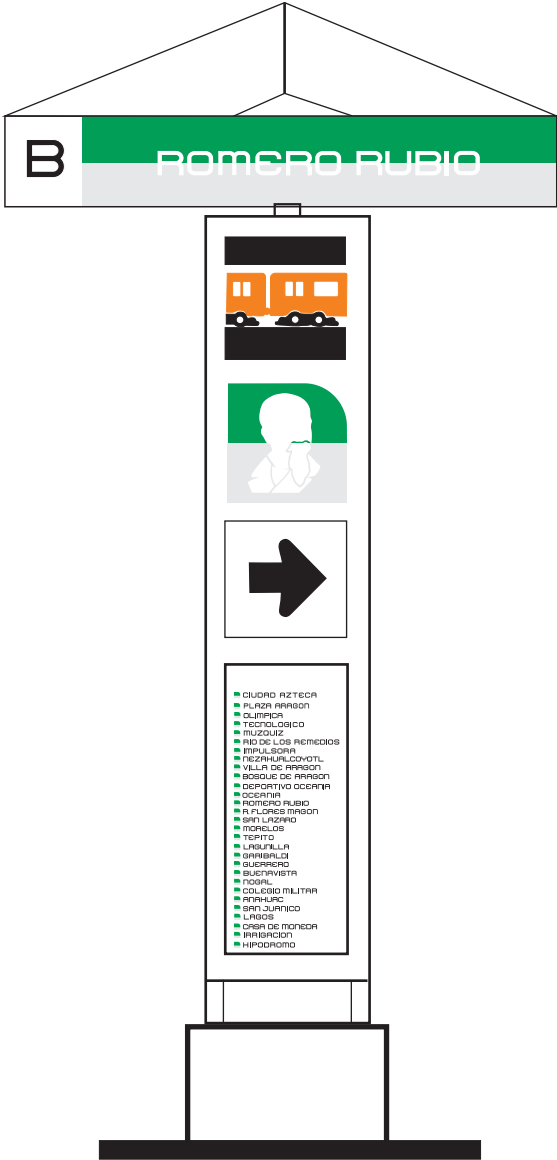 B
ROMERO RUBIO
CIUDAD AZTECA
PLAZA ARAGON
OLIMPICA
TECNOLOGICO
MUZQUIZ
RIO DE LOS REMEDIOS
IMPULSORA
NEZAHUALCOYOTL
VILLA DE ARAGON
BOSQUE DE ARAGON
DEPORTIVO OCEANIA
OCEANIA
ROMERO RUBIO
R. FLORES MAGON
SAN LAZARO
MORELOS
TEPITO
LAGUNILLA
GARIBALDI
GUERRERO
BUENAVISTA
NOGAL
COLEGIO MILITAR
ANAHUAC
SAN JUANICO
LAGOS
CASA DE MONEDA
IRRIGACION
HIPODROMO